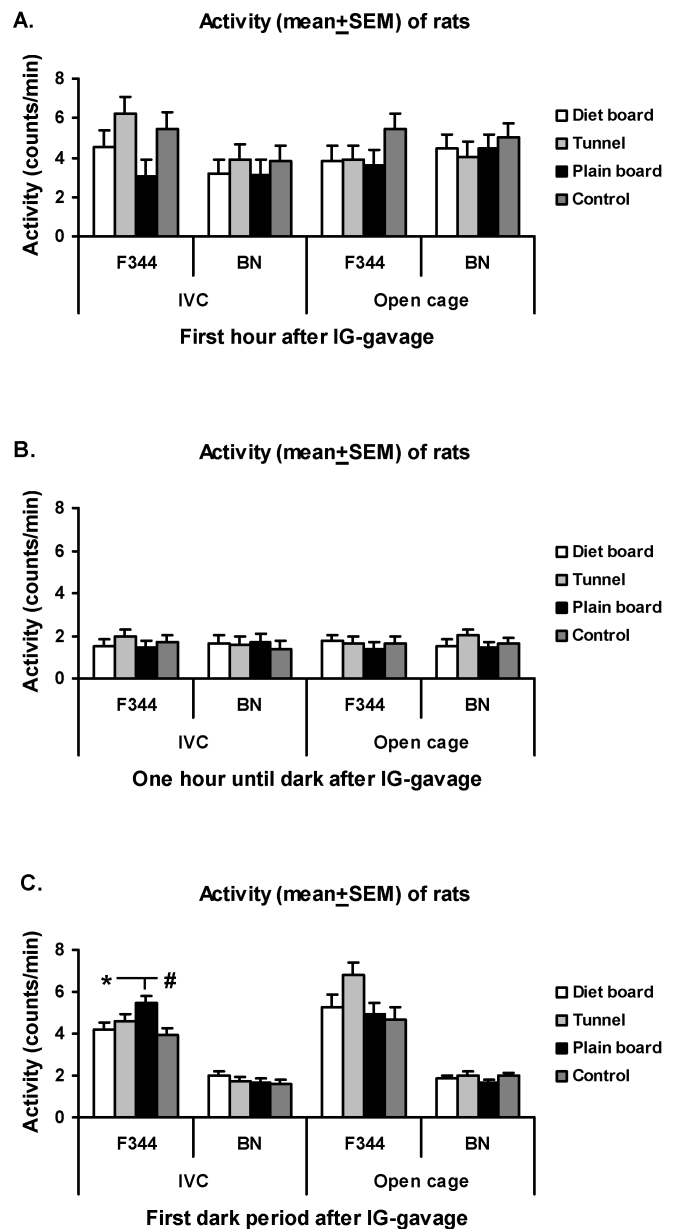 A.
Activity (mean±SEM) of rats
Activity (counts/min)
8
6
4
2
0
Diet board
Tunnel
Plain board
Control
F344 BN F344 BN
IVC Open cage
First hour after IG-gavage
B.
Activity (mean±SEM) of rats
Activity (counts/min)
8
6
4
2
0
Diet board
Tunnel
Plain board
Control
F344 BN F344 BN
IVC Open cage
One hour until dark after IG-gavage
C.
Activity (mean±SEM) of rats
Activity (counts/min)
8
6
4
2
0
* #
Diet board
Tunnel
Plain board
Control
F344 BN F344 BN
IVC Open cage
First dark period after IG-gavage